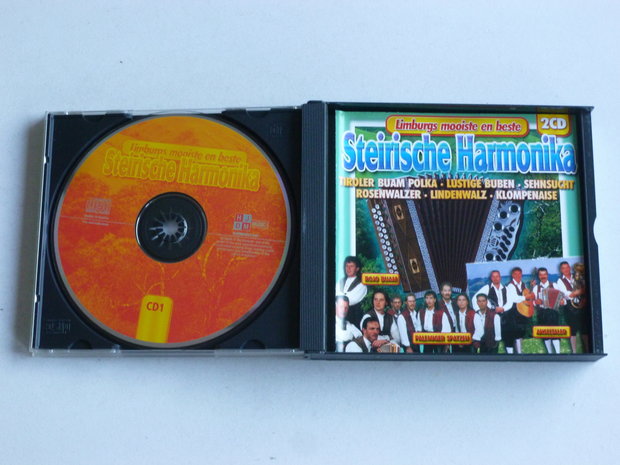 Limburgs mooiste en beste
Steirische Harmonika
CD1
Limburgs mooiste en beste
2CD
Steirische Harmonika
TIROLER BUAM POLKA · LUSTIGE BUBEN · SEHNSUCHT
ROSENWALZER · LINDENWALZ · KLOMPENAISE